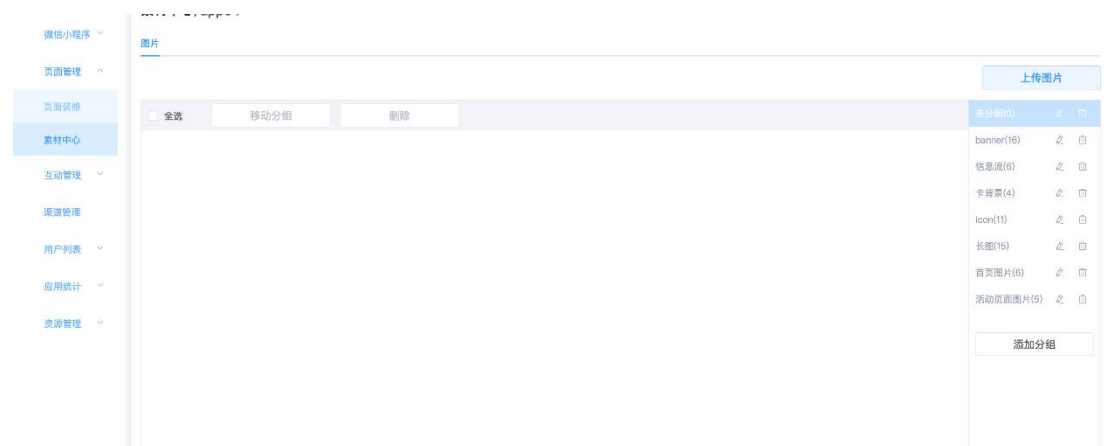 微信小程序
页面管理
页面装修
素材中心
互动管理
渠道管理
用户列表
应用统计
资源管理
图片
上传图片
全选
移动分组
删除
未分组(0)
banner(16)
信息流(6)
卡背景(4)
icon(11)
长图(15)
首页图片(6)
活动页面图片(5)
添加分组